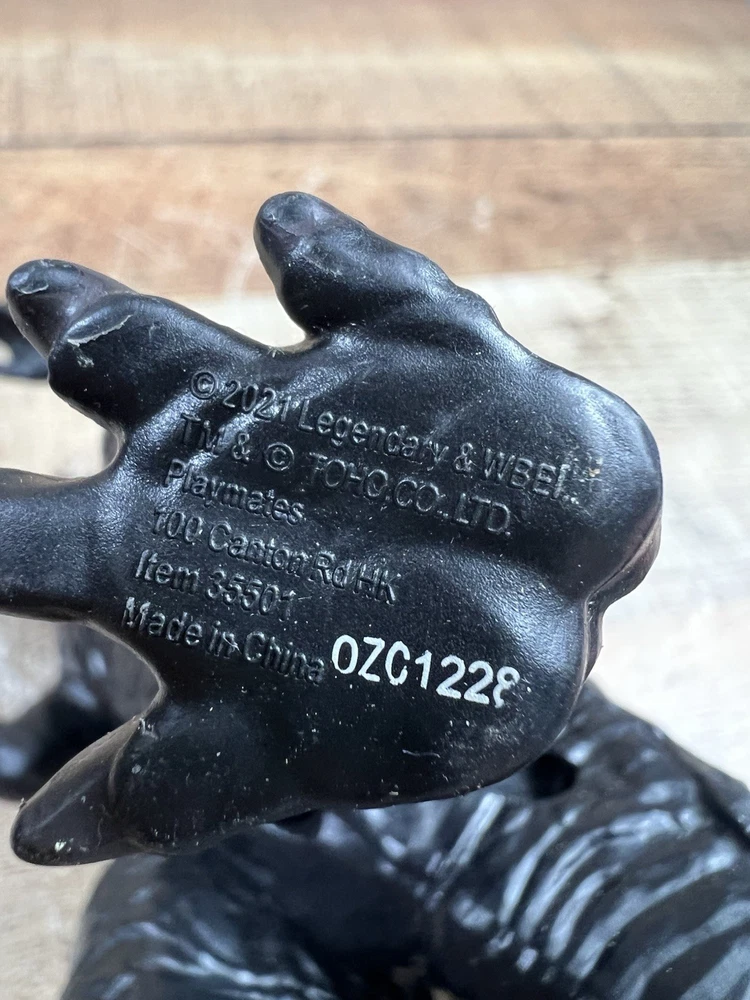 © 2021 Legendary & WBEI.
TM & © TOHO CO., LTD.
Playmates
100 Canton Rd HK
Item 35501
Made in China
OZC1228